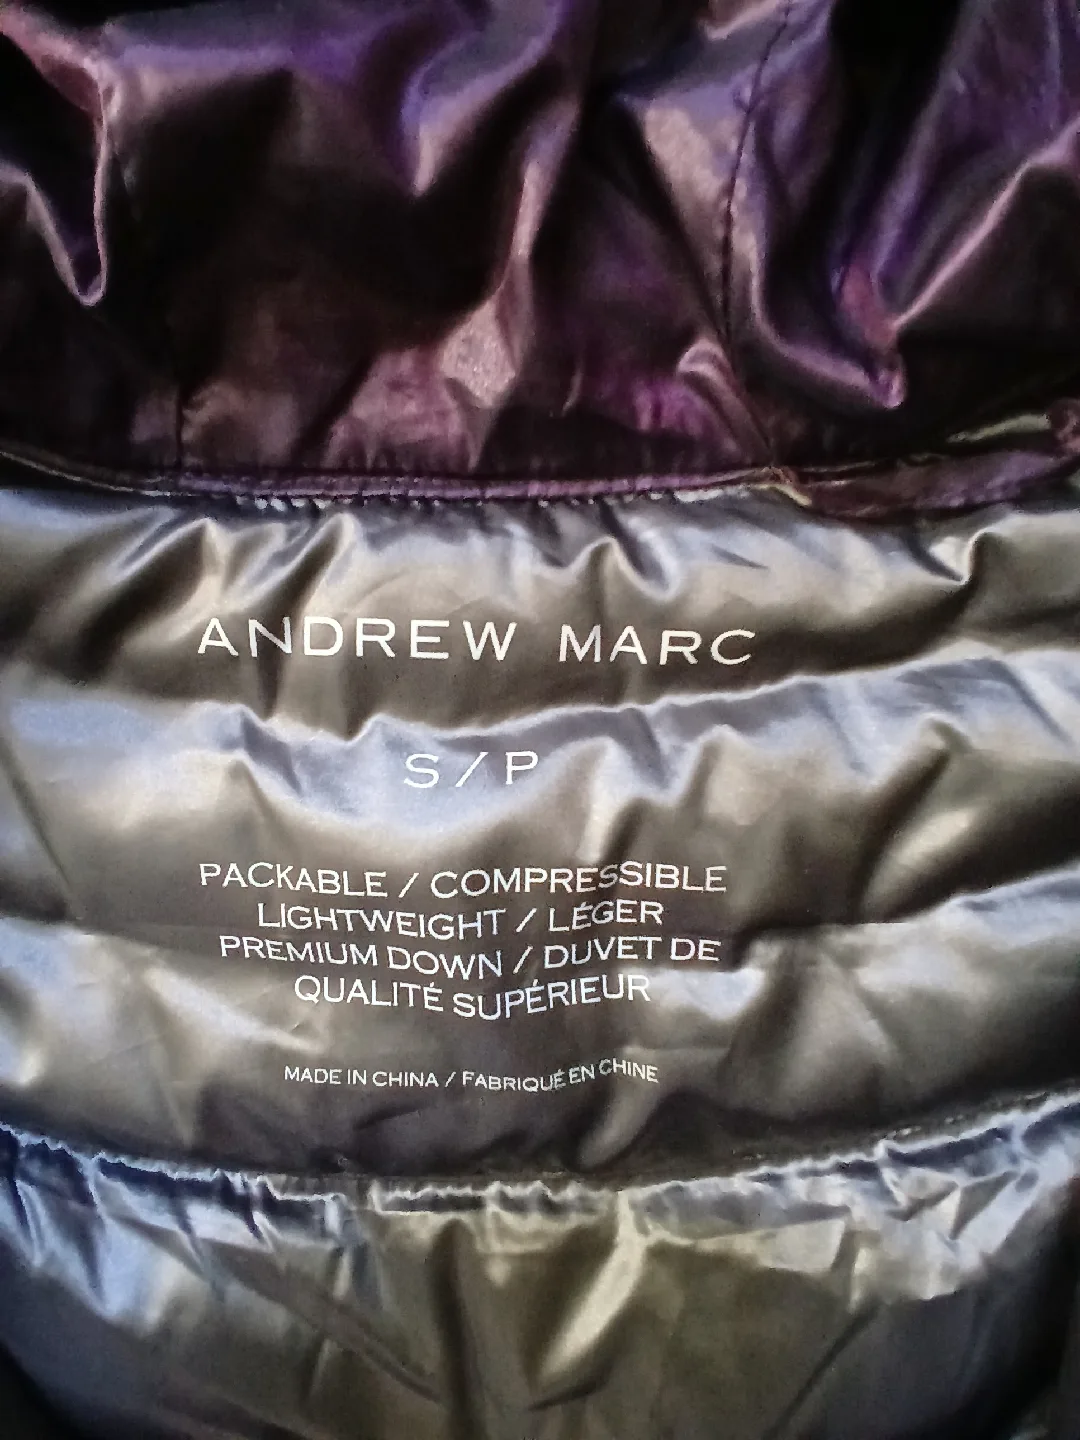 ANDREW MARC
S / P
PACKABLE / COMPRESSIBLE
LIGHTWEIGHT / LÉGER
PREMIUM DOWN / DUVET DE
QUALITÉ SUPÉRIEUR
MADE IN CHINA / FABRIQUÉ EN CHINE